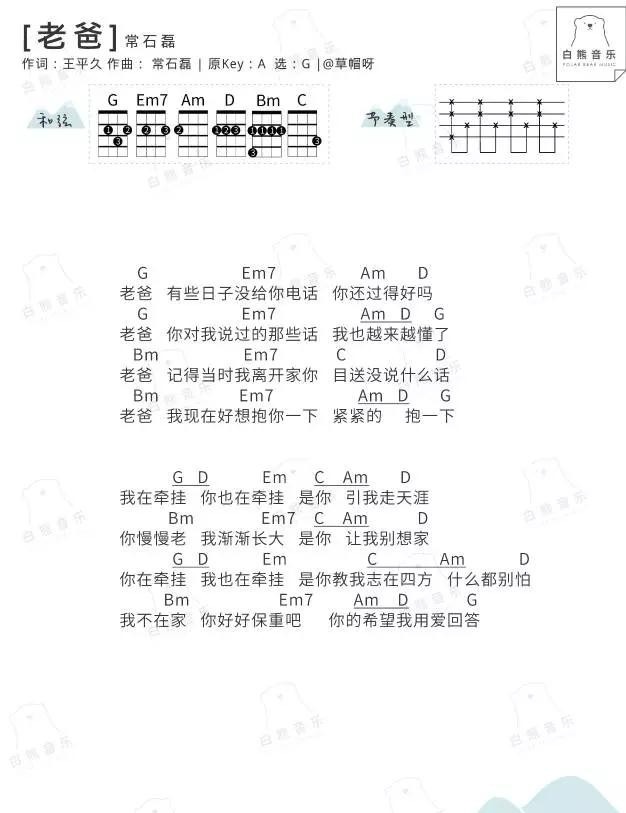 [老爸] 常石磊
作词：王平久 作曲： 常石磊 | 原Key：A 选：G |@草帽呀
白熊音乐
POLAR BEAR MUSIC
和弦
G Em7 Am D Bm C
节奏型
G Em7 Am D
老爸 有些日子没给你电话 你还过得好吗
G Em7 Am D G
老爸 你对我说过的那些话 我也越来越懂了
Bm Em7 C D
老爸 记得当时我离开家你 目送没说什么话
Bm Em7 Am D G
老爸 我现在好想抱你一下 紧紧的 抱一下
G D Em C Am D
我在牵挂 你也在牵挂 是你 引我走天涯
Bm Em7 C Am D
你慢慢老 我渐渐长大 是你 让我别想家
G D Em C Am D
你在牵挂 我也在牵挂 是你教我志在四方 什么都别怕
Bm Em7 Am D G
我不在家 你好好保重吧 你的希望我用爱回答